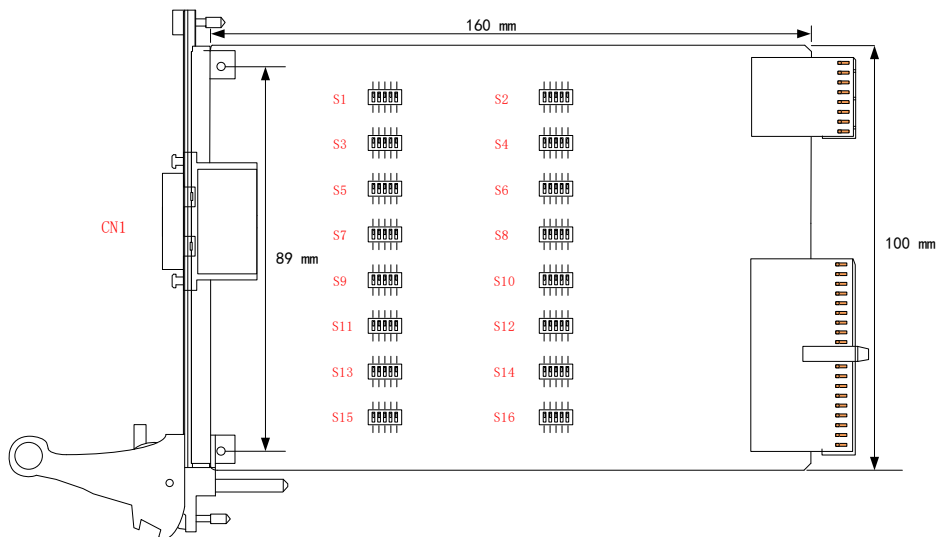 160 mm
S1 S2
S3 S4
S5 S6
S7 S8
CN1
89 mm
100 mm
S9 S10
S11 S12
S13 S14
S15 S16